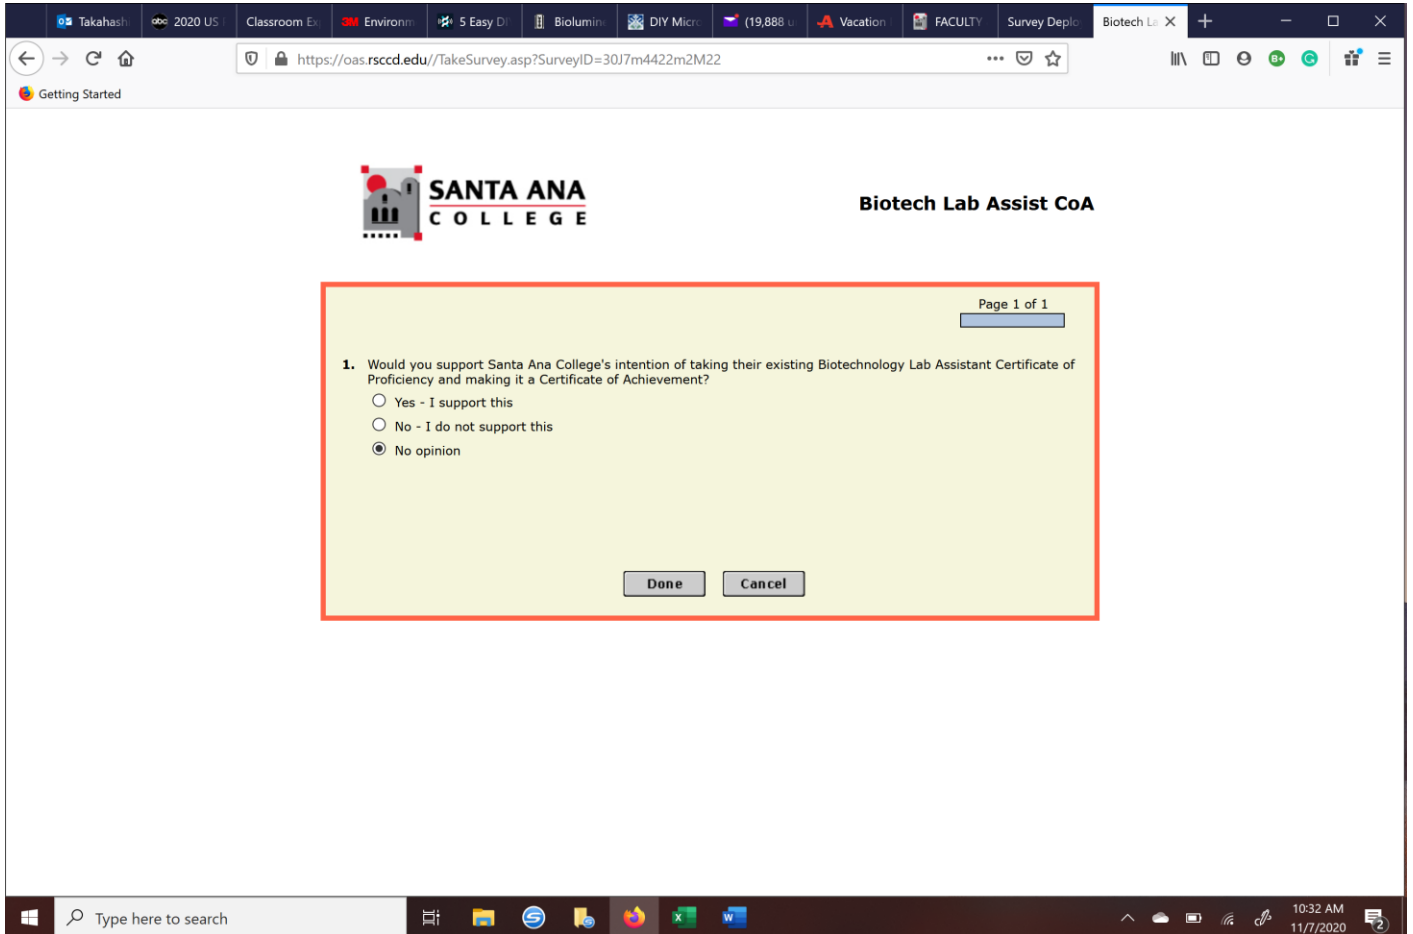 Takahashi
abc 2020 US
Classroom Ex
3M Environm
5 Easy DI
Biolumine
DIY Micro
(19,888 u
Vacation
FACULTY
Survey Deplo
Biotech La
https://oas.rsccd.edu//TakeSurvey.asp?SurveyID=30J7m4422m2M22
Getting Started
SANTA ANA
COLLEGE
Biotech Lab Assist CoA
Page 1 of 1
1. Would you support Santa Ana College's intention of taking their existing Biotechnology Lab Assistant Certificate of
Proficiency and making it a Certificate of Achievement?
Yes - I support this
No - I do not support this
No opinion
Done Cancel
Type here to search
10:32 AM
11/7/2020
2